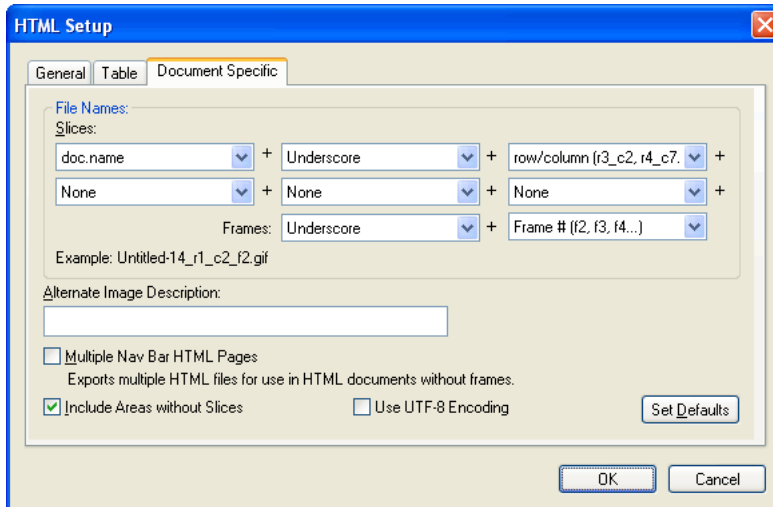 HTML Setup
General Table Document Specific
File Names:
Slices:
doc.name + Underscore + row/column (r3_c2, r4_c7. +
None + None + None +
Frames: Underscore + Frame # (f2, f3, f4...)
Example: Untitled-14_r1_c2_f2.gif
Alternate Image Description:
Multiple Nav Bar HTML Pages
Exports multiple HTML files for use in HTML documents without frames.
Include Areas without Slices Use UTF-8 Encoding Set Defaults
OK Cancel